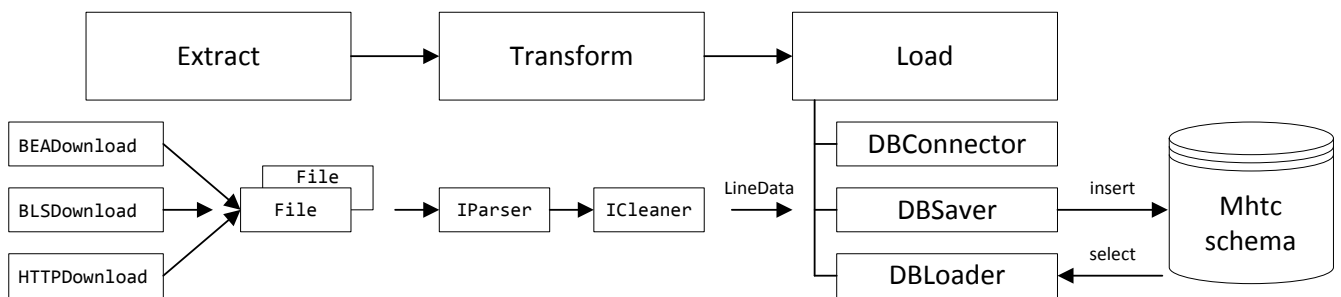 Extract
Transform
Load
BEADownload
BLSDownload
HTTPDownload
File
File
IParser
ICleaner
LineData
DBConnector
DBSaver
DBLoader
insert
select
Mhtc
schema